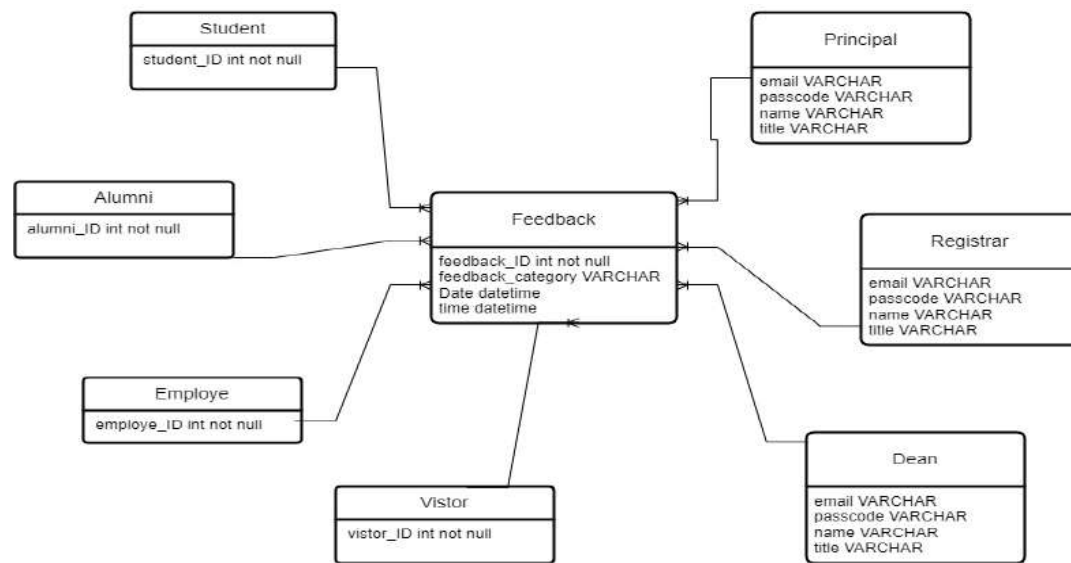 Student
student_ID int not null
Principal
email VARCHAR
passcode VARCHAR
name VARCHAR
title VARCHAR
Alumni
alumni_ID int not null
Feedback
feedback_ID int not null
feedback_category VARCHAR
Date datetime
time datetime
Registrar
email VARCHAR
passcode VARCHAR
name VARCHAR
title VARCHAR
Employe
employe_ID int not null
Dean
email VARCHAR
passcode VARCHAR
name VARCHAR
title VARCHAR
Vistor
vistor_ID int not null